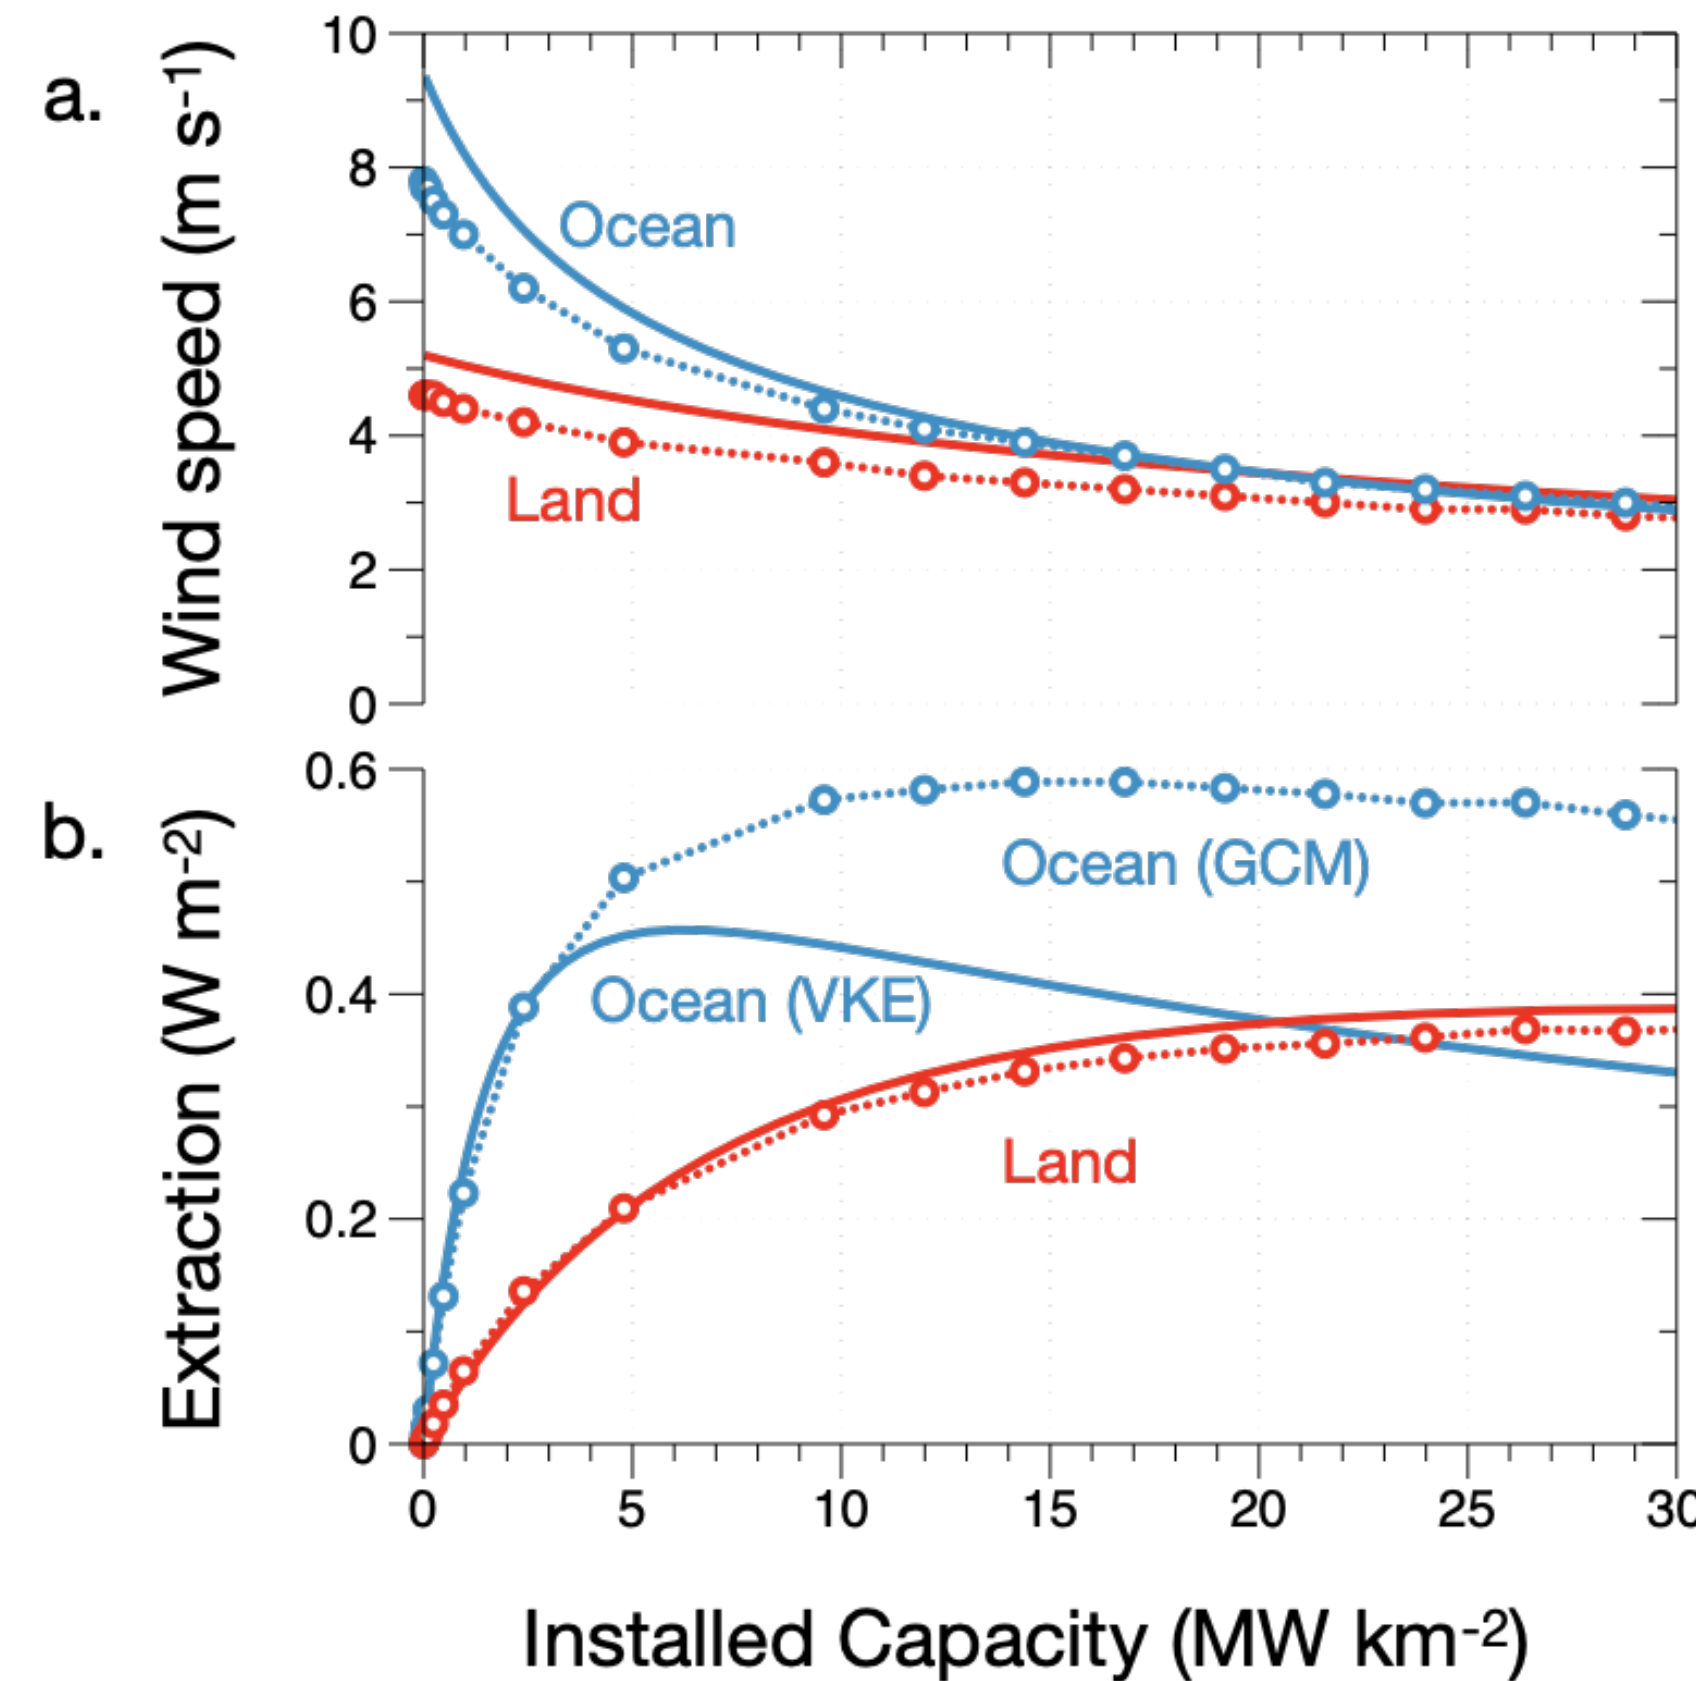 a.
Wind speed (m s-1)
10
8
6
4
2
0
Ocean
Land
b.
Extraction (W m-2)
0.6
0.4
0.2
0
Ocean (GCM)
Ocean (VKE)
Land
0 5 10 15 20 25 30
Installed Capacity (MW km-2)